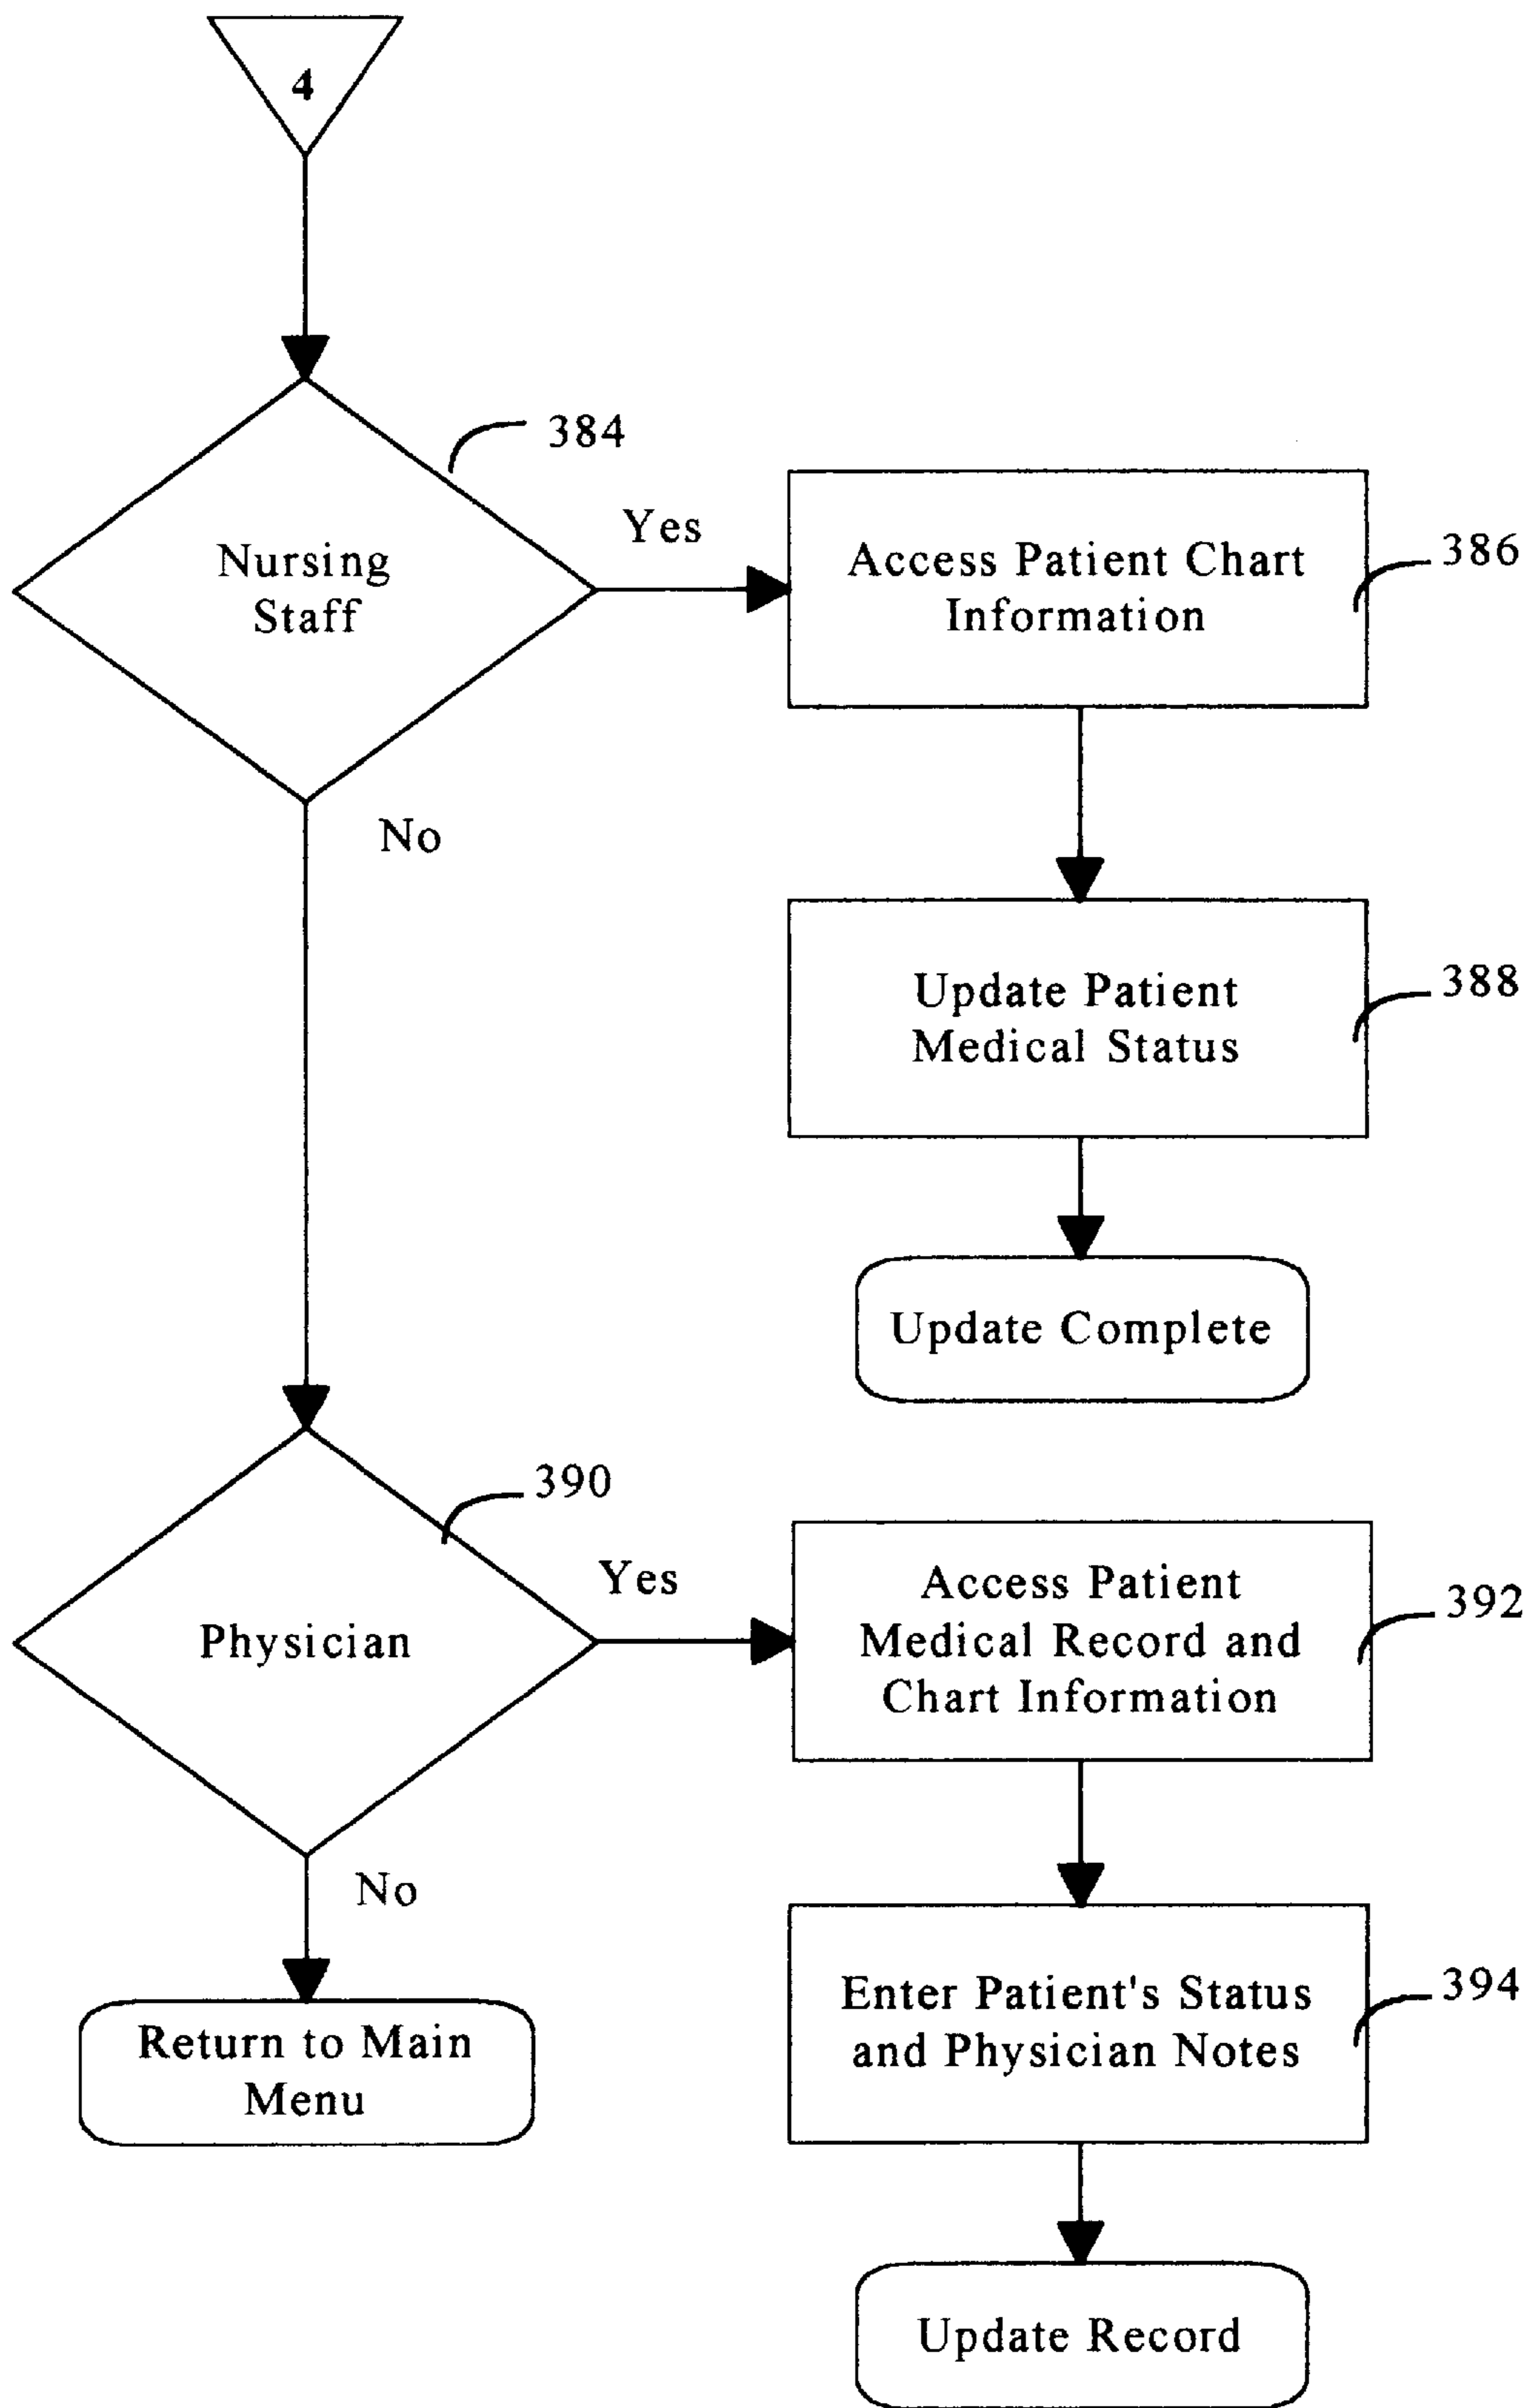 4
384
Nursing
Staff
Yes
Access Patient Chart
Information
386
No
Update Patient
Medical Status
388
Update Complete
390
Physician
Yes
Access Patient
Medical Record and
Chart Information
392
No
Return to Main
Menu
Enter Patient's Status
and Physician Notes
394
Update Record